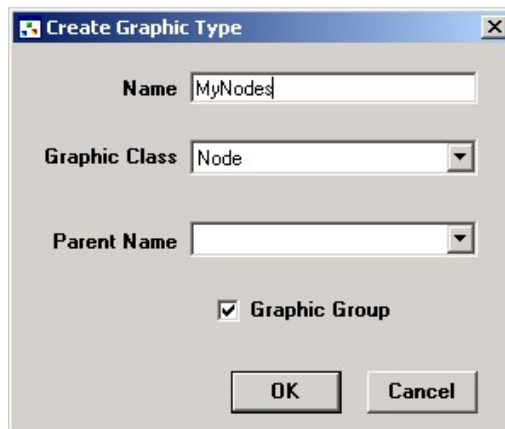 Create Graphic Type
Name MyNodes
Graphic Class Node
Parent Name
Graphic Group
OK Cancel